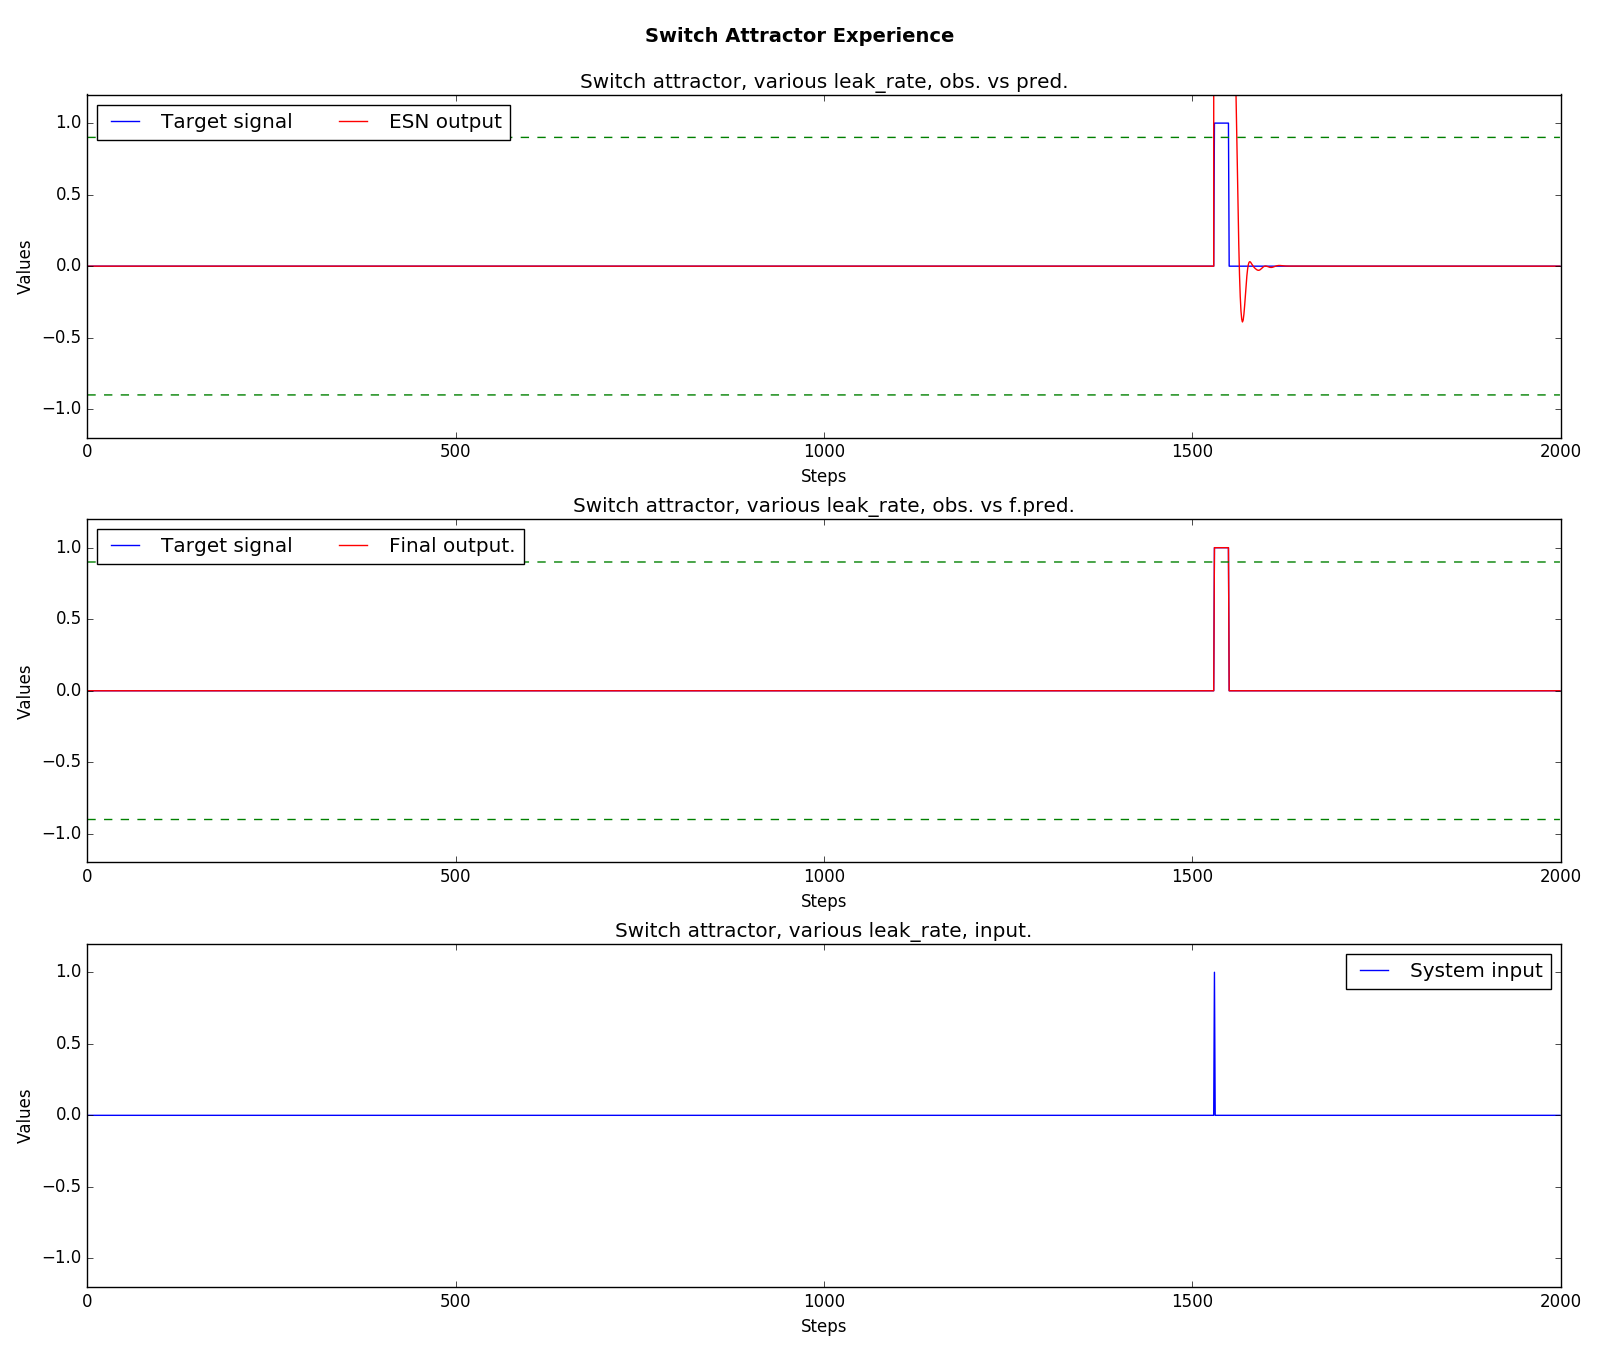 Switch Attractor Experience
Switch attractor, various leak_rate, obs. vs pred.
Target signal ESN output
1.0
0.5
0.0
−0.5
−1.0
Values
0 500 1000 1500 2000
Steps
Switch attractor, various leak_rate, obs. vs f.pred.
Target signal Final output.
1.0
0.5
0.0
−0.5
−1.0
Values
0 500 1000 1500 2000
Steps
Switch attractor, various leak_rate, input.
System input
1.0
0.5
0.0
−0.5
−1.0
Values
0 500 1000 1500 2000
Steps